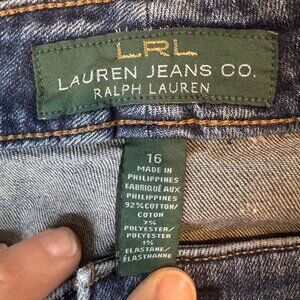 LRL
LAUREN JEANS CO.
RALPH LAUREN
16
MADE IN
PHILIPPINES
FABRIQUÉ AUX
PHILIPPINES
92% COTTON/
COTON
7%
POLYESTER/
POLYESTER
1%
ELASTANE/
ÉLASTHANNE